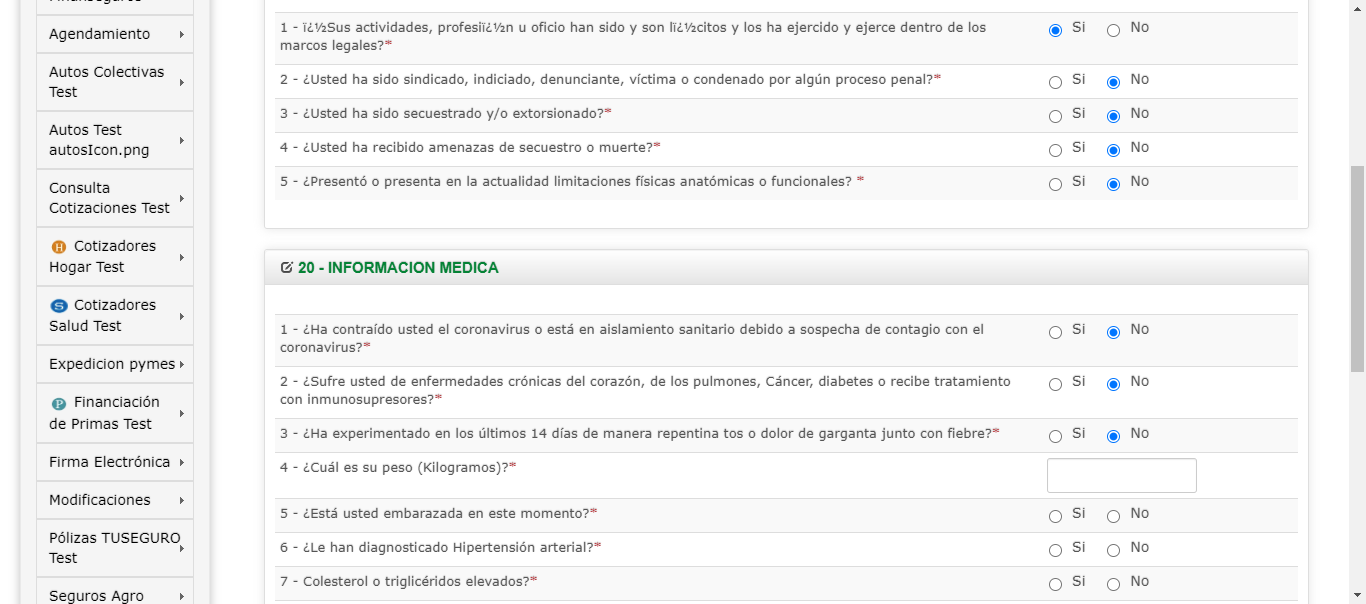 Agendamiento
Autos Colectivas
Test
Autos Test
autosIcon.png
Consulta
Cotizaciones Test
H Cotizadores
Hogar Test
S Cotizadores
Salud Test
Expedicion pymes
P Financiación
de Primas Test
Firma Electrónica
Modificaciones
Pólizas TUSEGURO
Test
Seguros Agro
1 - ï¿½Sus actividades, profesiï¿½n u oficio han sido y son lï¿½citos y los ha ejercido y ejerce dentro de los
marcos legales?* Si No
2 - ¿Usted ha sido sindicado, indiciado, denunciante, víctima o condenado por algún proceso penal?* Si No
3 - ¿Usted ha sido secuestrado y/o extorsionado?* Si No
4 - ¿Usted ha recibido amenazas de secuestro o muerte?* Si No
5 - ¿Presentó o presenta en la actualidad limitaciones físicas anatómicas o funcionales? * Si No
20 - INFORMACION MEDICA
1 - ¿Ha contraído usted el coronavirus o está en aislamiento sanitario debido a sospecha de contagio con el
coronavirus?* Si No
2 - ¿Sufre usted de enfermedades crónicas del corazón, de los pulmones, Cáncer, diabetes o recibe tratamiento
con inmunosupresores?* Si No
3 - ¿Ha experimentado en los últimos 14 días de manera repentina tos o dolor de garganta junto con fiebre?* Si No
4 - ¿Cuál es su peso (Kilogramos)?*
5 - ¿Está usted embarazada en este momento?* Si No
6 - ¿Le han diagnosticado Hipertensión arterial?* Si No
7 - Colesterol o triglicéridos elevados?* Si No